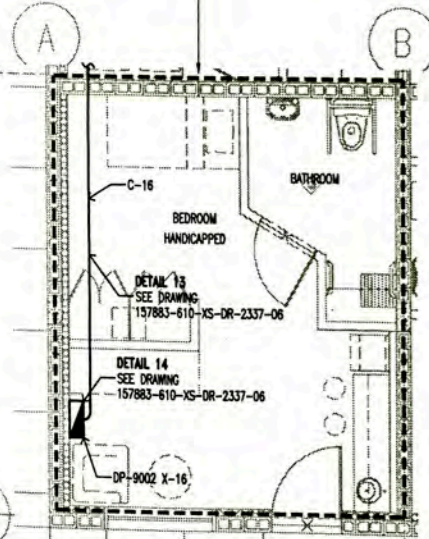 A
B
C-16
BATHROOM
BEDROOM
HANDICAPPED
DETAIL 13
SEE DRAWING
157883-610-XS-DR-2337-06
DETAIL 14
SEE DRAWING
157883-610-XS-DR-2337-06
DP-9002 X-16